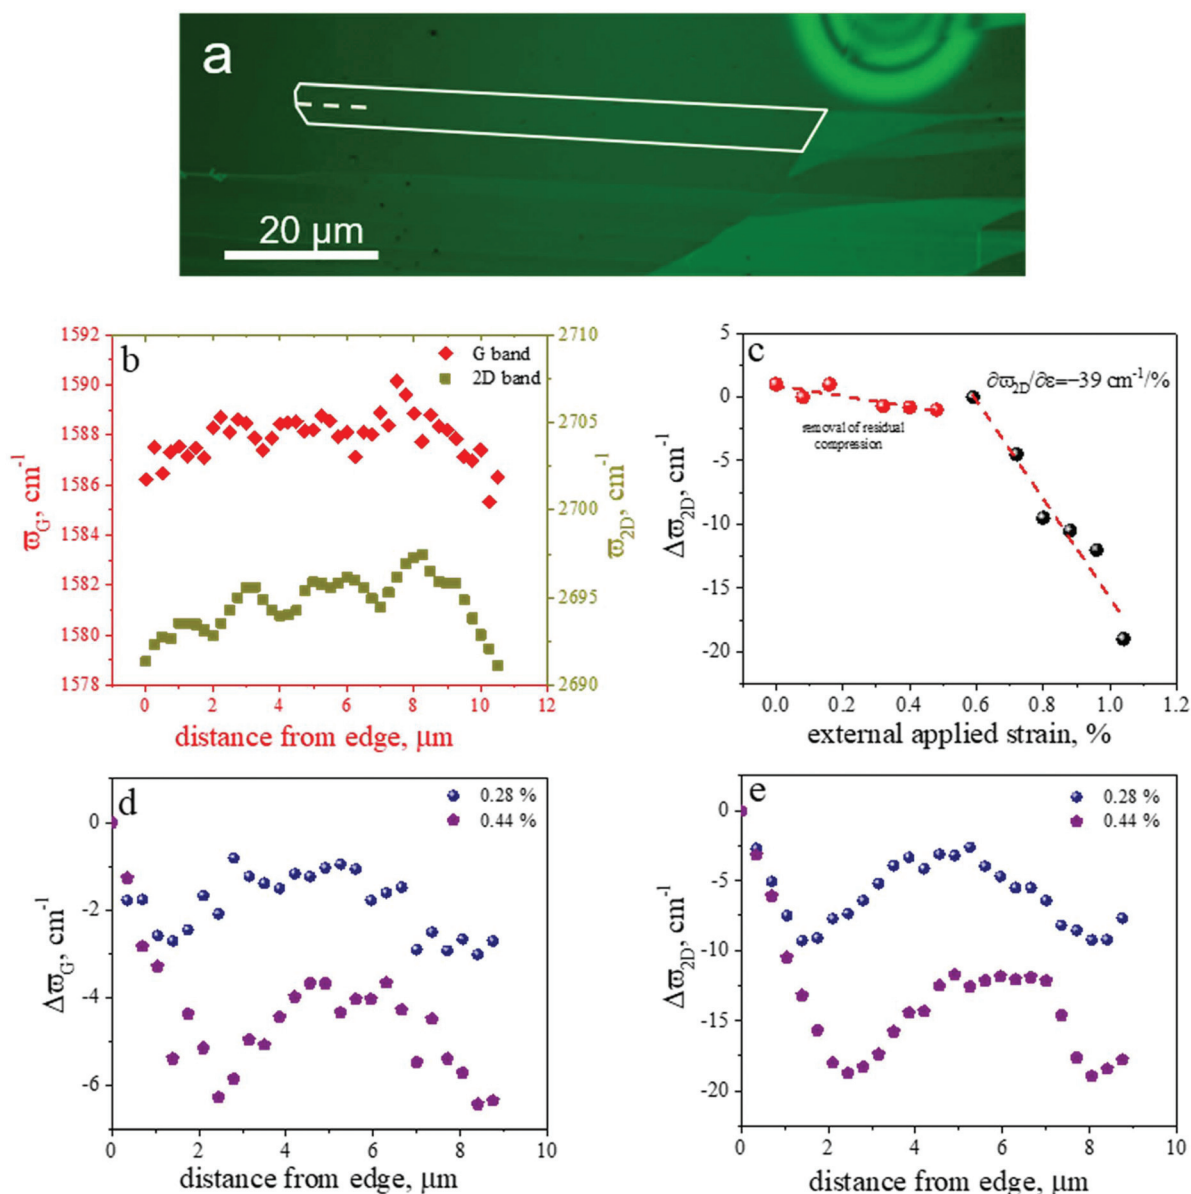 a
20 μm
b
G band
2D band
1592
1590
1588
1586
1584
1582
1580
1578
ϖG, cm-1
2710
2705
2700
2695
2690
ϖ2D, cm-1
0 2 4 6 8 10 12
distance from edge, μm
c
∂ϖ2D/∂ε=−39 cm-1/%
removal of residual
compression
5
0
-5
-10
-15
-20
Δϖ2D, cm-1
0.0 0.2 0.4 0.6 0.8 1.0 1.2
external applied strain, %
d
0.28 %
0.44 %
0
-2
-4
-6
ΔϖG, cm-1
0 2 4 6 8 10
distance from edge, μm
e
0.28 %
0.44 %
0
-5
-10
-15
-20
Δϖ2D, cm-1
0 2 4 6 8 10
distance from edge, μm